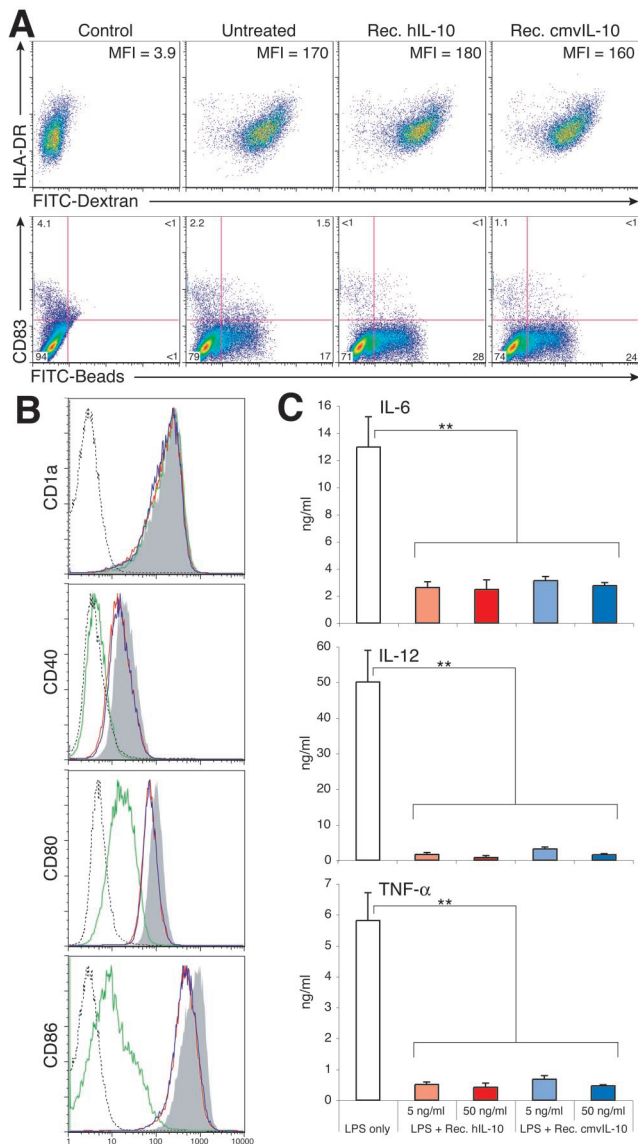 A
Control
Untreated
Rec. hIL-10
Rec. cmvIL-10
MFI = 3.9
MFI = 170
MFI = 180
MFI = 160
HLA-DR
FITC-Dextran
4.1 <1
2.2 1.5
<1 <1
1.1 <1
CD83
94 <1
79 17
71 28
74 24
FITC-Beads
B
CD1a
CD40
CD80
CD86
1 10 100 1000 10000
C
IL-6
16
14
12
10
8
6
4
2
0
ng/ml
**
IL-12
60
50
40
30
20
10
0
ng/ml
**
TNF-α
7
6
5
4
3
2
1
0
ng/ml
**
LPS only
5 ng/ml 50 ng/ml 5 ng/ml 50 ng/ml
LPS + Rec. hIL-10 LPS + Rec. cmvIL-10